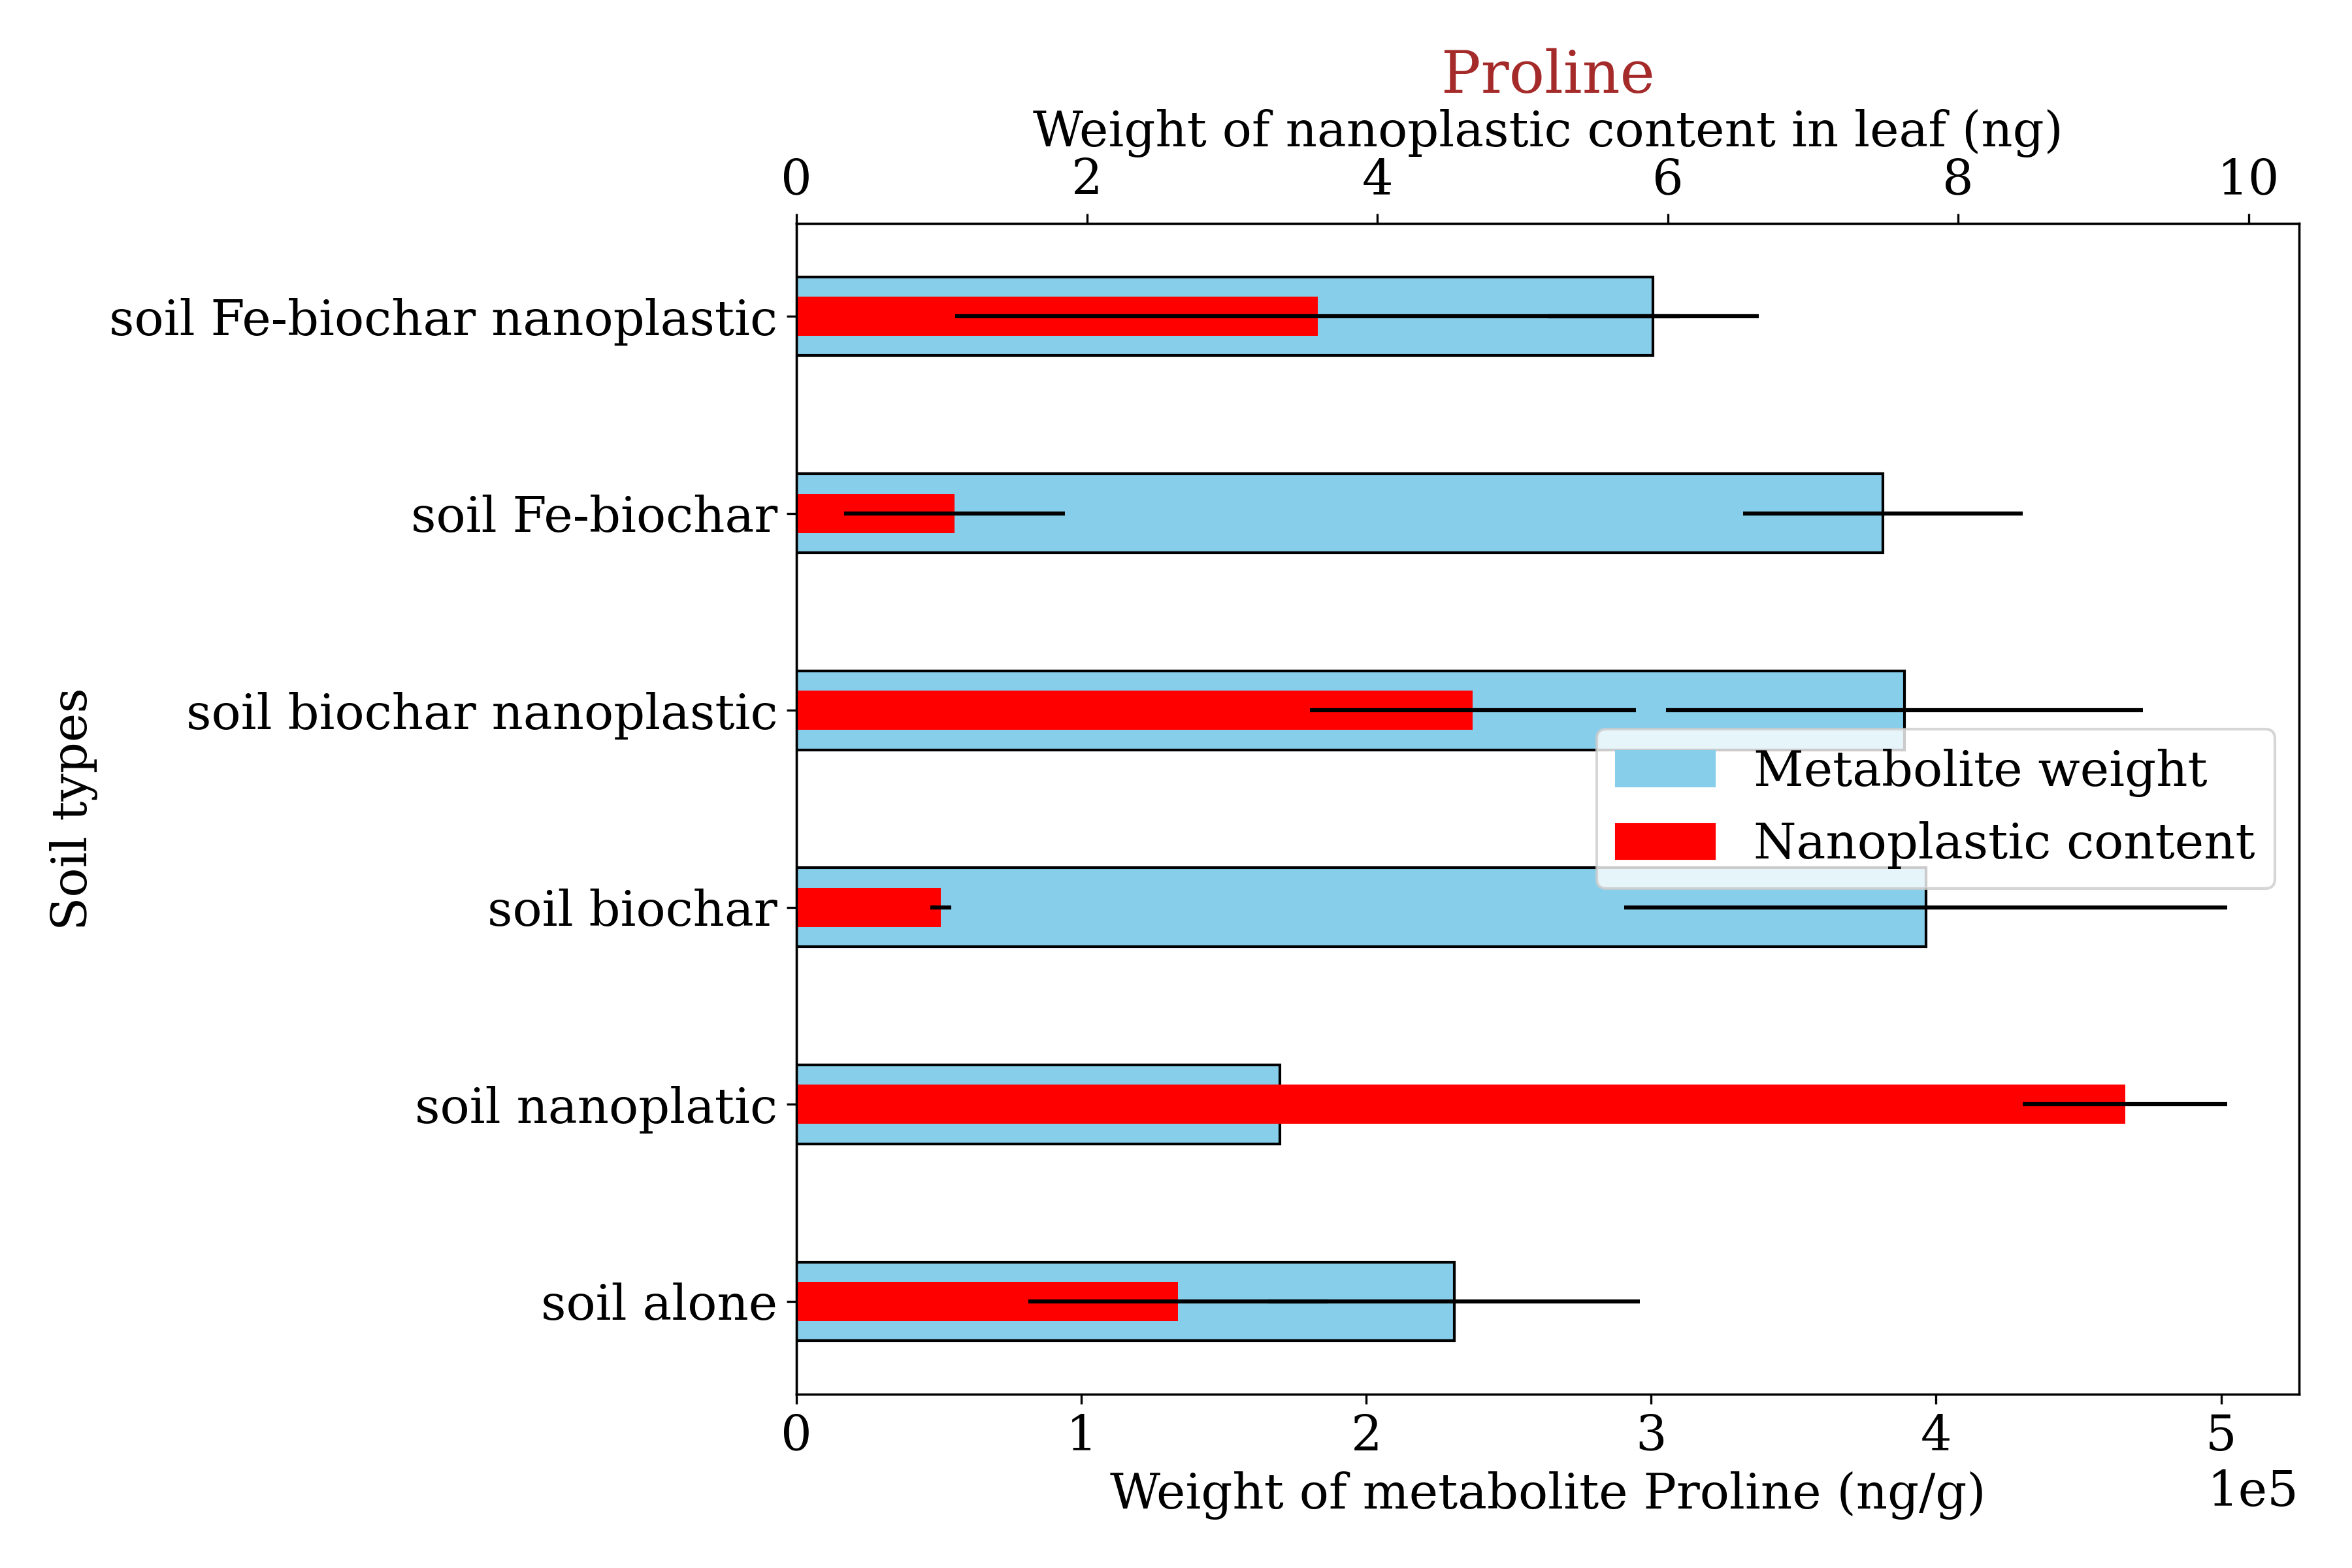 Proline
Weight of nanoplastic content in leaf (ng)
0 2 4 6 8 10
soil Fe-biochar nanoplastic
soil Fe-biochar
soil biochar nanoplastic
soil biochar
soil nanoplatic
soil alone
Soil types
Metabolite weight
Nanoplastic content
0 1 2 3 4 5
1e5
Weight of metabolite Proline (ng/g)